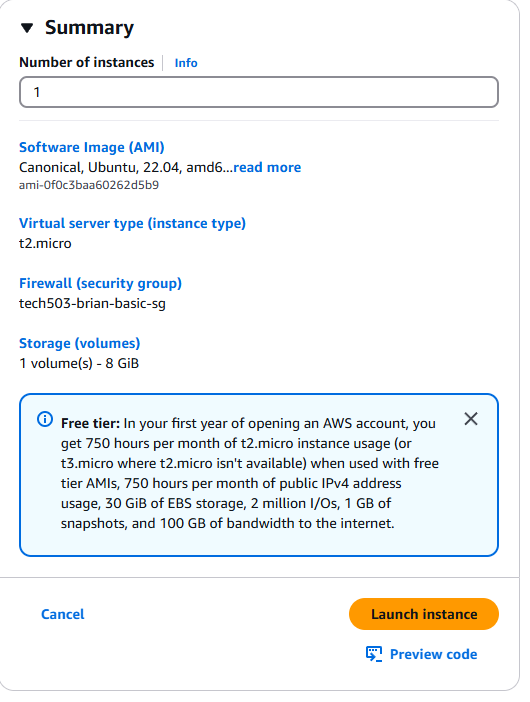 Summary
Number of instances Info
1
Software Image (AMI)
Canonical, Ubuntu, 22.04, amd6...read more
ami-0f0c3baa60262d5b9
Virtual server type (instance type)
t2.micro
Firewall (security group)
tech503-brian-basic-sg
Storage (volumes)
1 volume(s) - 8 GiB
Free tier: In your first year of opening an AWS account, you
get 750 hours per month of t2.micro instance usage (or
t3.micro where t2.micro isn't available) when used with free
tier AMIs, 750 hours per month of public IPv4 address
usage, 30 GiB of EBS storage, 2 million I/Os, 1 GB of
snapshots, and 100 GB of bandwidth to the internet.
Cancel
Launch instance
Preview code